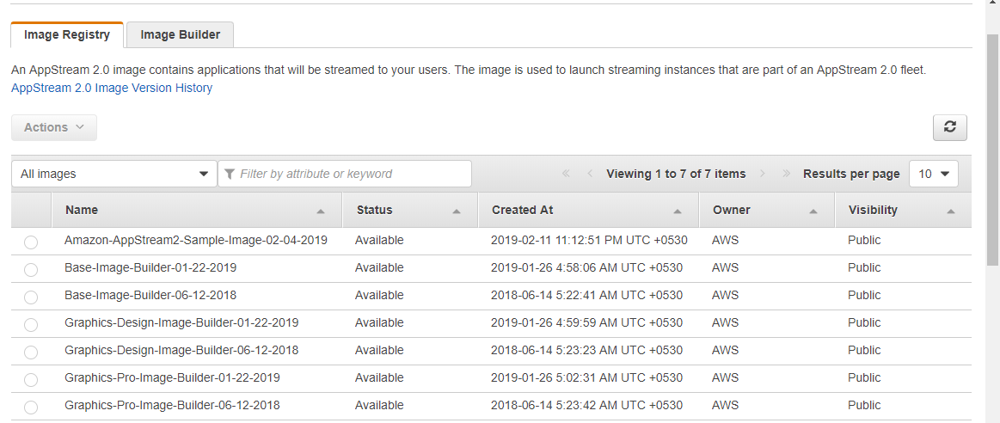 Image Registry Image Builder
An AppStream 2.0 image contains applications that will be streamed to your users. The image is used to launch streaming instances that are part of an AppStream 2.0 fleet.
AppStream 2.0 Image Version History
Actions
All images Filter by attribute or keyword « ‹ Viewing 1 to 7 of 7 items › » Results per page 10
Name Status Created At Owner Visibility
Amazon-AppStream2-Sample-Image-02-04-2019 Available 2019-02-11 11:12:51 PM UTC +0530 AWS Public
Base-Image-Builder-01-22-2019 Available 2019-01-26 4:58:06 AM UTC +0530 AWS Public
Base-Image-Builder-06-12-2018 Available 2018-06-14 5:22:41 AM UTC +0530 AWS Public
Graphics-Design-Image-Builder-01-22-2019 Available 2019-01-26 4:59:59 AM UTC +0530 AWS Public
Graphics-Design-Image-Builder-06-12-2018 Available 2018-06-14 5:23:23 AM UTC +0530 AWS Public
Graphics-Pro-Image-Builder-01-22-2019 Available 2019-01-26 5:02:31 AM UTC +0530 AWS Public
Graphics-Pro-Image-Builder-06-12-2018 Available 2018-06-14 5:23:42 AM UTC +0530 AWS Public